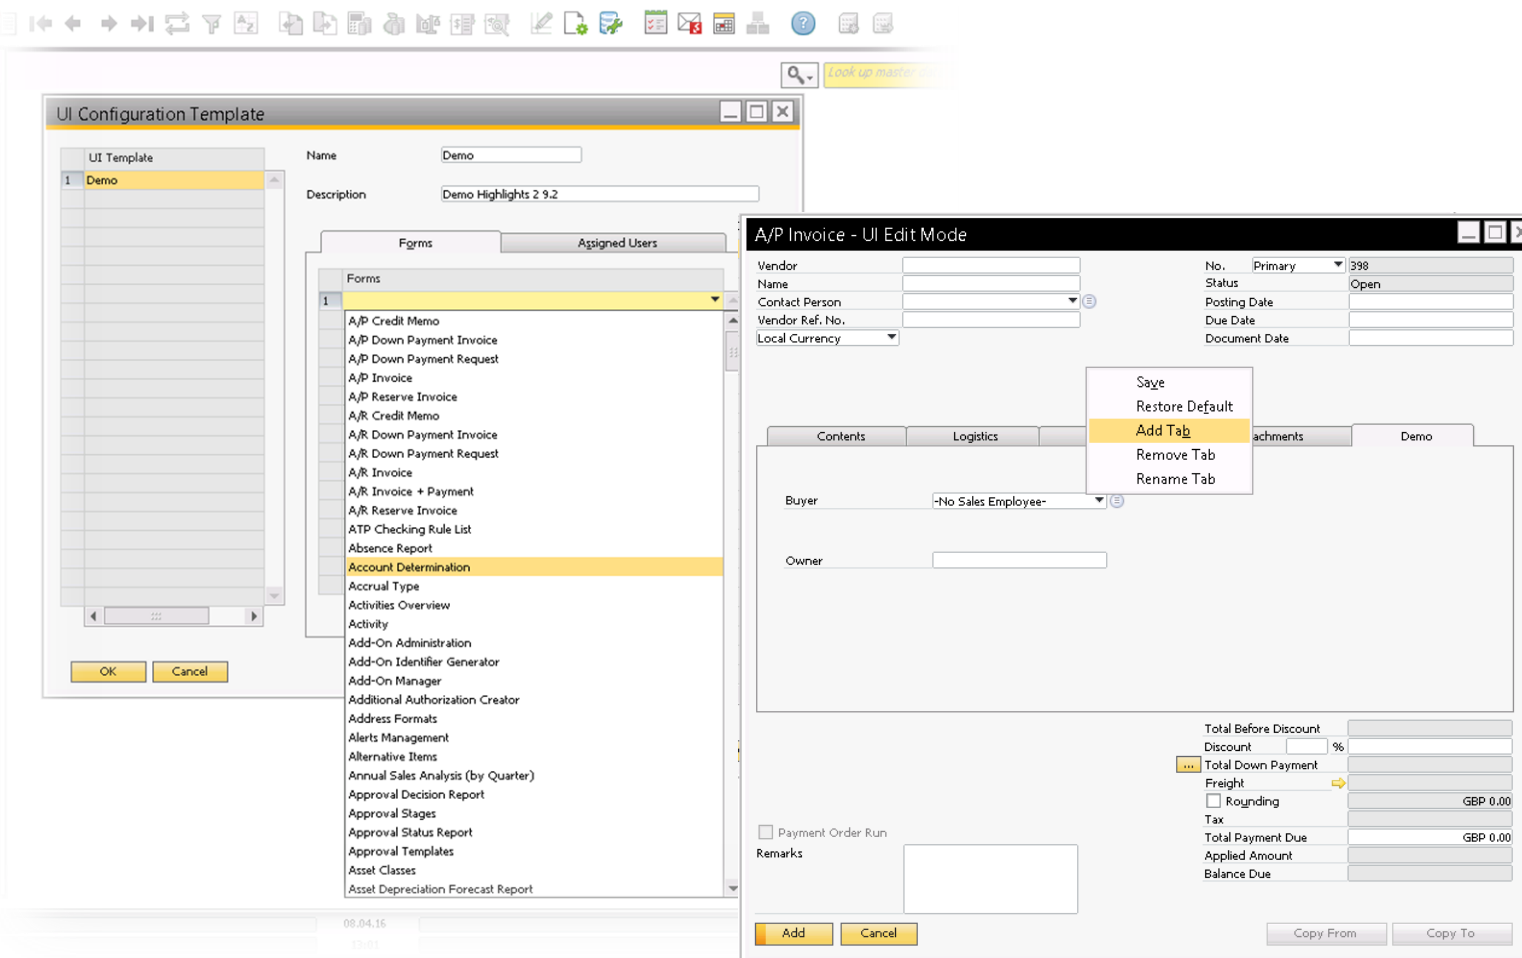 Look up master
UI Configuration Template
UI Template
1 Demo
Name Demo
Description Demo Highlights 2 9.2
Forms Assigned Users
Forms
1
A/P Credit Memo
A/P Down Payment Invoice
A/P Down Payment Request
A/P Invoice
A/P Reserve Invoice
A/R Credit Memo
A/R Down Payment Invoice
A/R Down Payment Request
A/R Invoice
A/R Invoice + Payment
A/R Reserve Invoice
ATP Checking Rule List
Absence Report
Account Determination
Accrual Type
Activities Overview
Activity
Add-On Administration
Add-On Identifier Generator
Add-On Manager
Additional Authorization Creator
Address Formats
Alerts Management
Alternative Items
Annual Sales Analysis (by Quarter)
Approval Decision Report
Approval Stages
Approval Status Report
Approval Templates
Asset Classes
Asset Depreciation Forecast Report
OK Cancel
08.04.16
A/P Invoice - UI Edit Mode
Vendor
Name
Contact Person
Vendor Ref. No.
Local Currency
No. Primary 398
Status Open
Posting Date
Due Date
Document Date
Save
Restore Default
Add Tab
Remove Tab
Rename Tab
Contents Logistics achments Demo
Buyer -No Sales Employee-
Owner
Total Before Discount
Discount %
... Total Down Payment
Freight
Rounding GBP 0.00
Tax
Total Payment Due GBP 0.00
Applied Amount
Balance Due
Payment Order Run
Remarks
Add Cancel Copy From Copy To